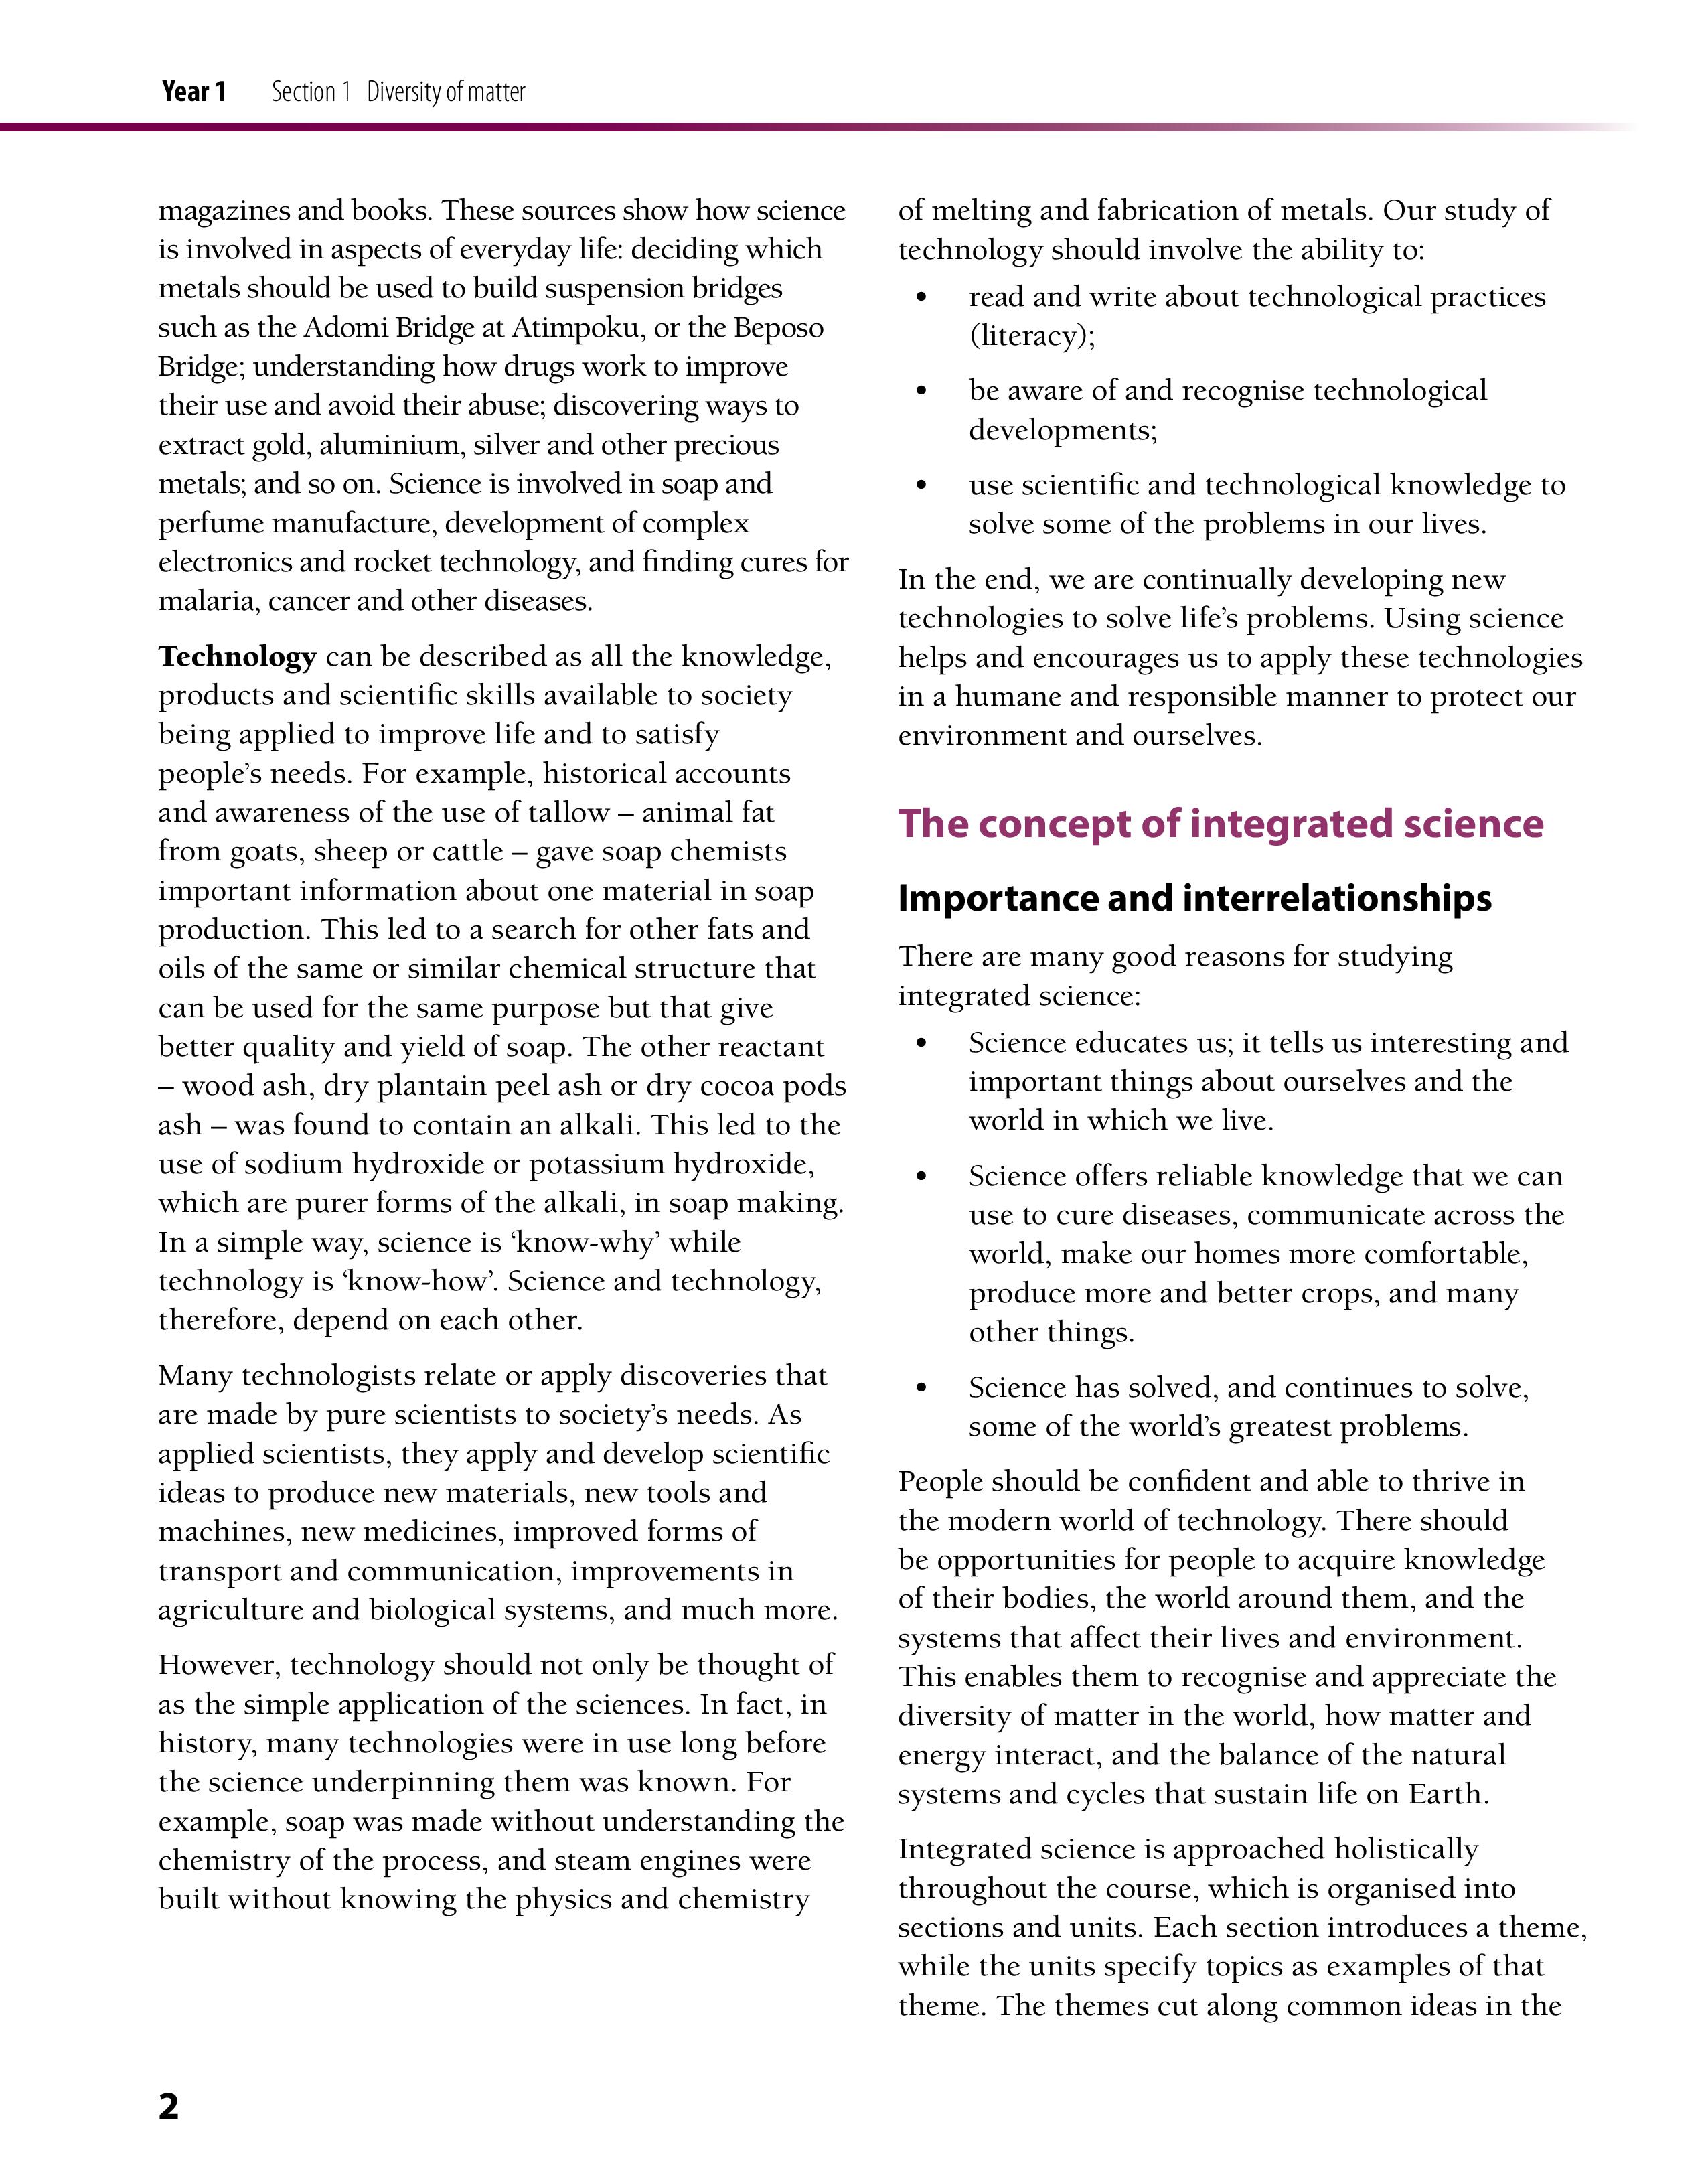 Year 1 Section 1 Diversity of matter
magazines and books. These sources show how science
is involved in aspects of everyday life: deciding which
metals should be used to build suspension bridges
such as the Adomi Bridge at Atimpoku, or the Beposo
Bridge; understanding how drugs work to improve
their use and avoid their abuse; discovering ways to
extract gold, aluminium, silver and other precious
metals; and so on. Science is involved in soap and
perfume manufacture, development of complex
electronics and rocket technology, and finding cures for
malaria, cancer and other diseases.
Technology can be described as all the knowledge,
products and scientific skills available to society
being applied to improve life and to satisfy
people’s needs. For example, historical accounts
and awareness of the use of tallow – animal fat
from goats, sheep or cattle – gave soap chemists
important information about one material in soap
production. This led to a search for other fats and
oils of the same or similar chemical structure that
can be used for the same purpose but that give
better quality and yield of soap. The other reactant
– wood ash, dry plantain peel ash or dry cocoa pods
ash – was found to contain an alkali. This led to the
use of sodium hydroxide or potassium hydroxide,
which are purer forms of the alkali, in soap making.
In a simple way, science is ‘know-why’ while
technology is ‘know-how’. Science and technology,
therefore, depend on each other.
Many technologists relate or apply discoveries that
are made by pure scientists to society’s needs. As
applied scientists, they apply and develop scientific
ideas to produce new materials, new tools and
machines, new medicines, improved forms of
transport and communication, improvements in
agriculture and biological systems, and much more.
However, technology should not only be thought of
as the simple application of the sciences. In fact, in
history, many technologies were in use long before
the science underpinning them was known. For
example, soap was made without understanding the
chemistry of the process, and steam engines were
built without knowing the physics and chemistry
of melting and fabrication of metals. Our study of
technology should involve the ability to:
• read and write about technological practices
(literacy);
• be aware of and recognise technological
developments;
• use scientific and technological knowledge to
solve some of the problems in our lives.
In the end, we are continually developing new
technologies to solve life’s problems. Using science
helps and encourages us to apply these technologies
in a humane and responsible manner to protect our
environment and ourselves.
The concept of integrated science
Importance and interrelationships
There are many good reasons for studying
integrated science:
• Science educates us; it tells us interesting and
important things about ourselves and the
world in which we live.
• Science offers reliable knowledge that we can
use to cure diseases, communicate across the
world, make our homes more comfortable,
produce more and better crops, and many
other things.
• Science has solved, and continues to solve,
some of the world’s greatest problems.
People should be confident and able to thrive in
the modern world of technology. There should
be opportunities for people to acquire knowledge
of their bodies, the world around them, and the
systems that affect their lives and environment.
This enables them to recognise and appreciate the
diversity of matter in the world, how matter and
energy interact, and the balance of the natural
systems and cycles that sustain life on Earth.
Integrated science is approached holistically
throughout the course, which is organised into
sections and units. Each section introduces a theme,
while the units specify topics as examples of that
theme. The themes cut along common ideas in the
2